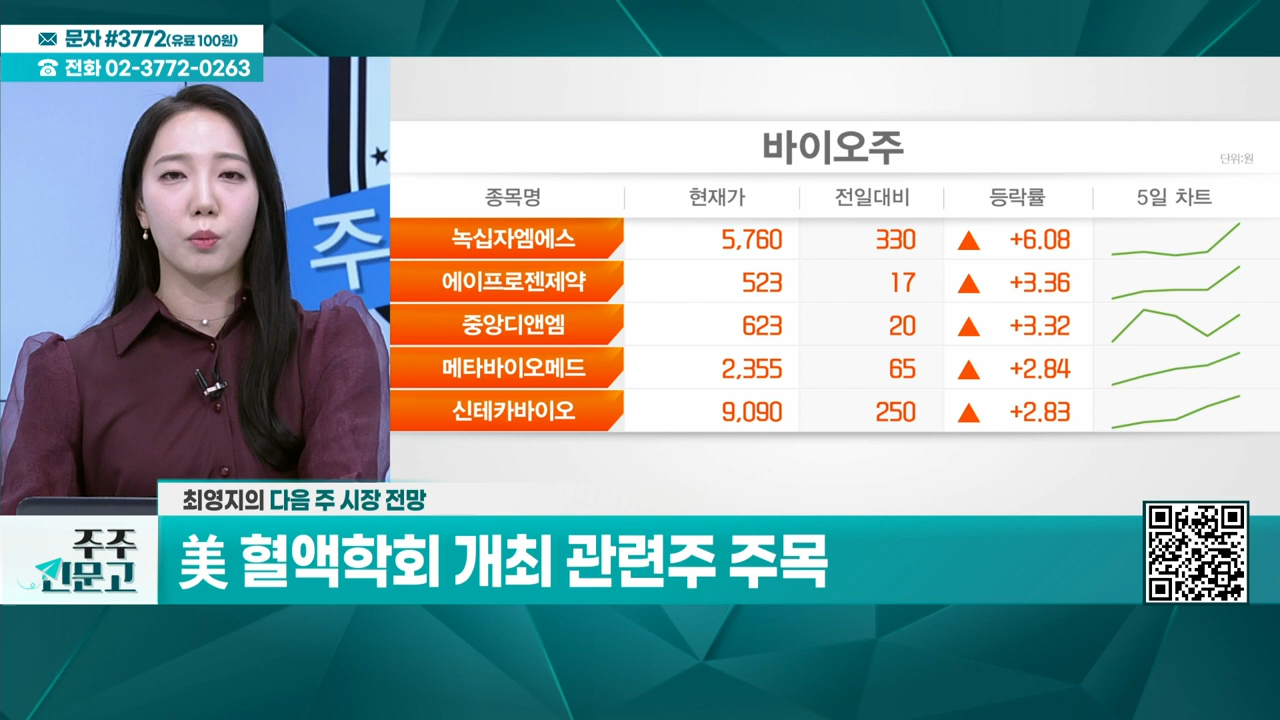 문자 #3772(유료 100원)
전화 02-3772-0263
주
바이오주
단위:원
종목명 현재가 전일대비 등락률 5일 차트
녹십자엠에스 5,760 330 ▲ +6.08
에이프로젠제약 523 17 ▲ +3.36
중앙디앤엠 623 20 ▲ +3.32
메타바이오메드 2,355 65 ▲ +2.84
신테카바이오 9,090 250 ▲ +2.83
최영지의 다음 주 시장 전망
주주
신문고
美 혈액학회 개최 관련주 주목